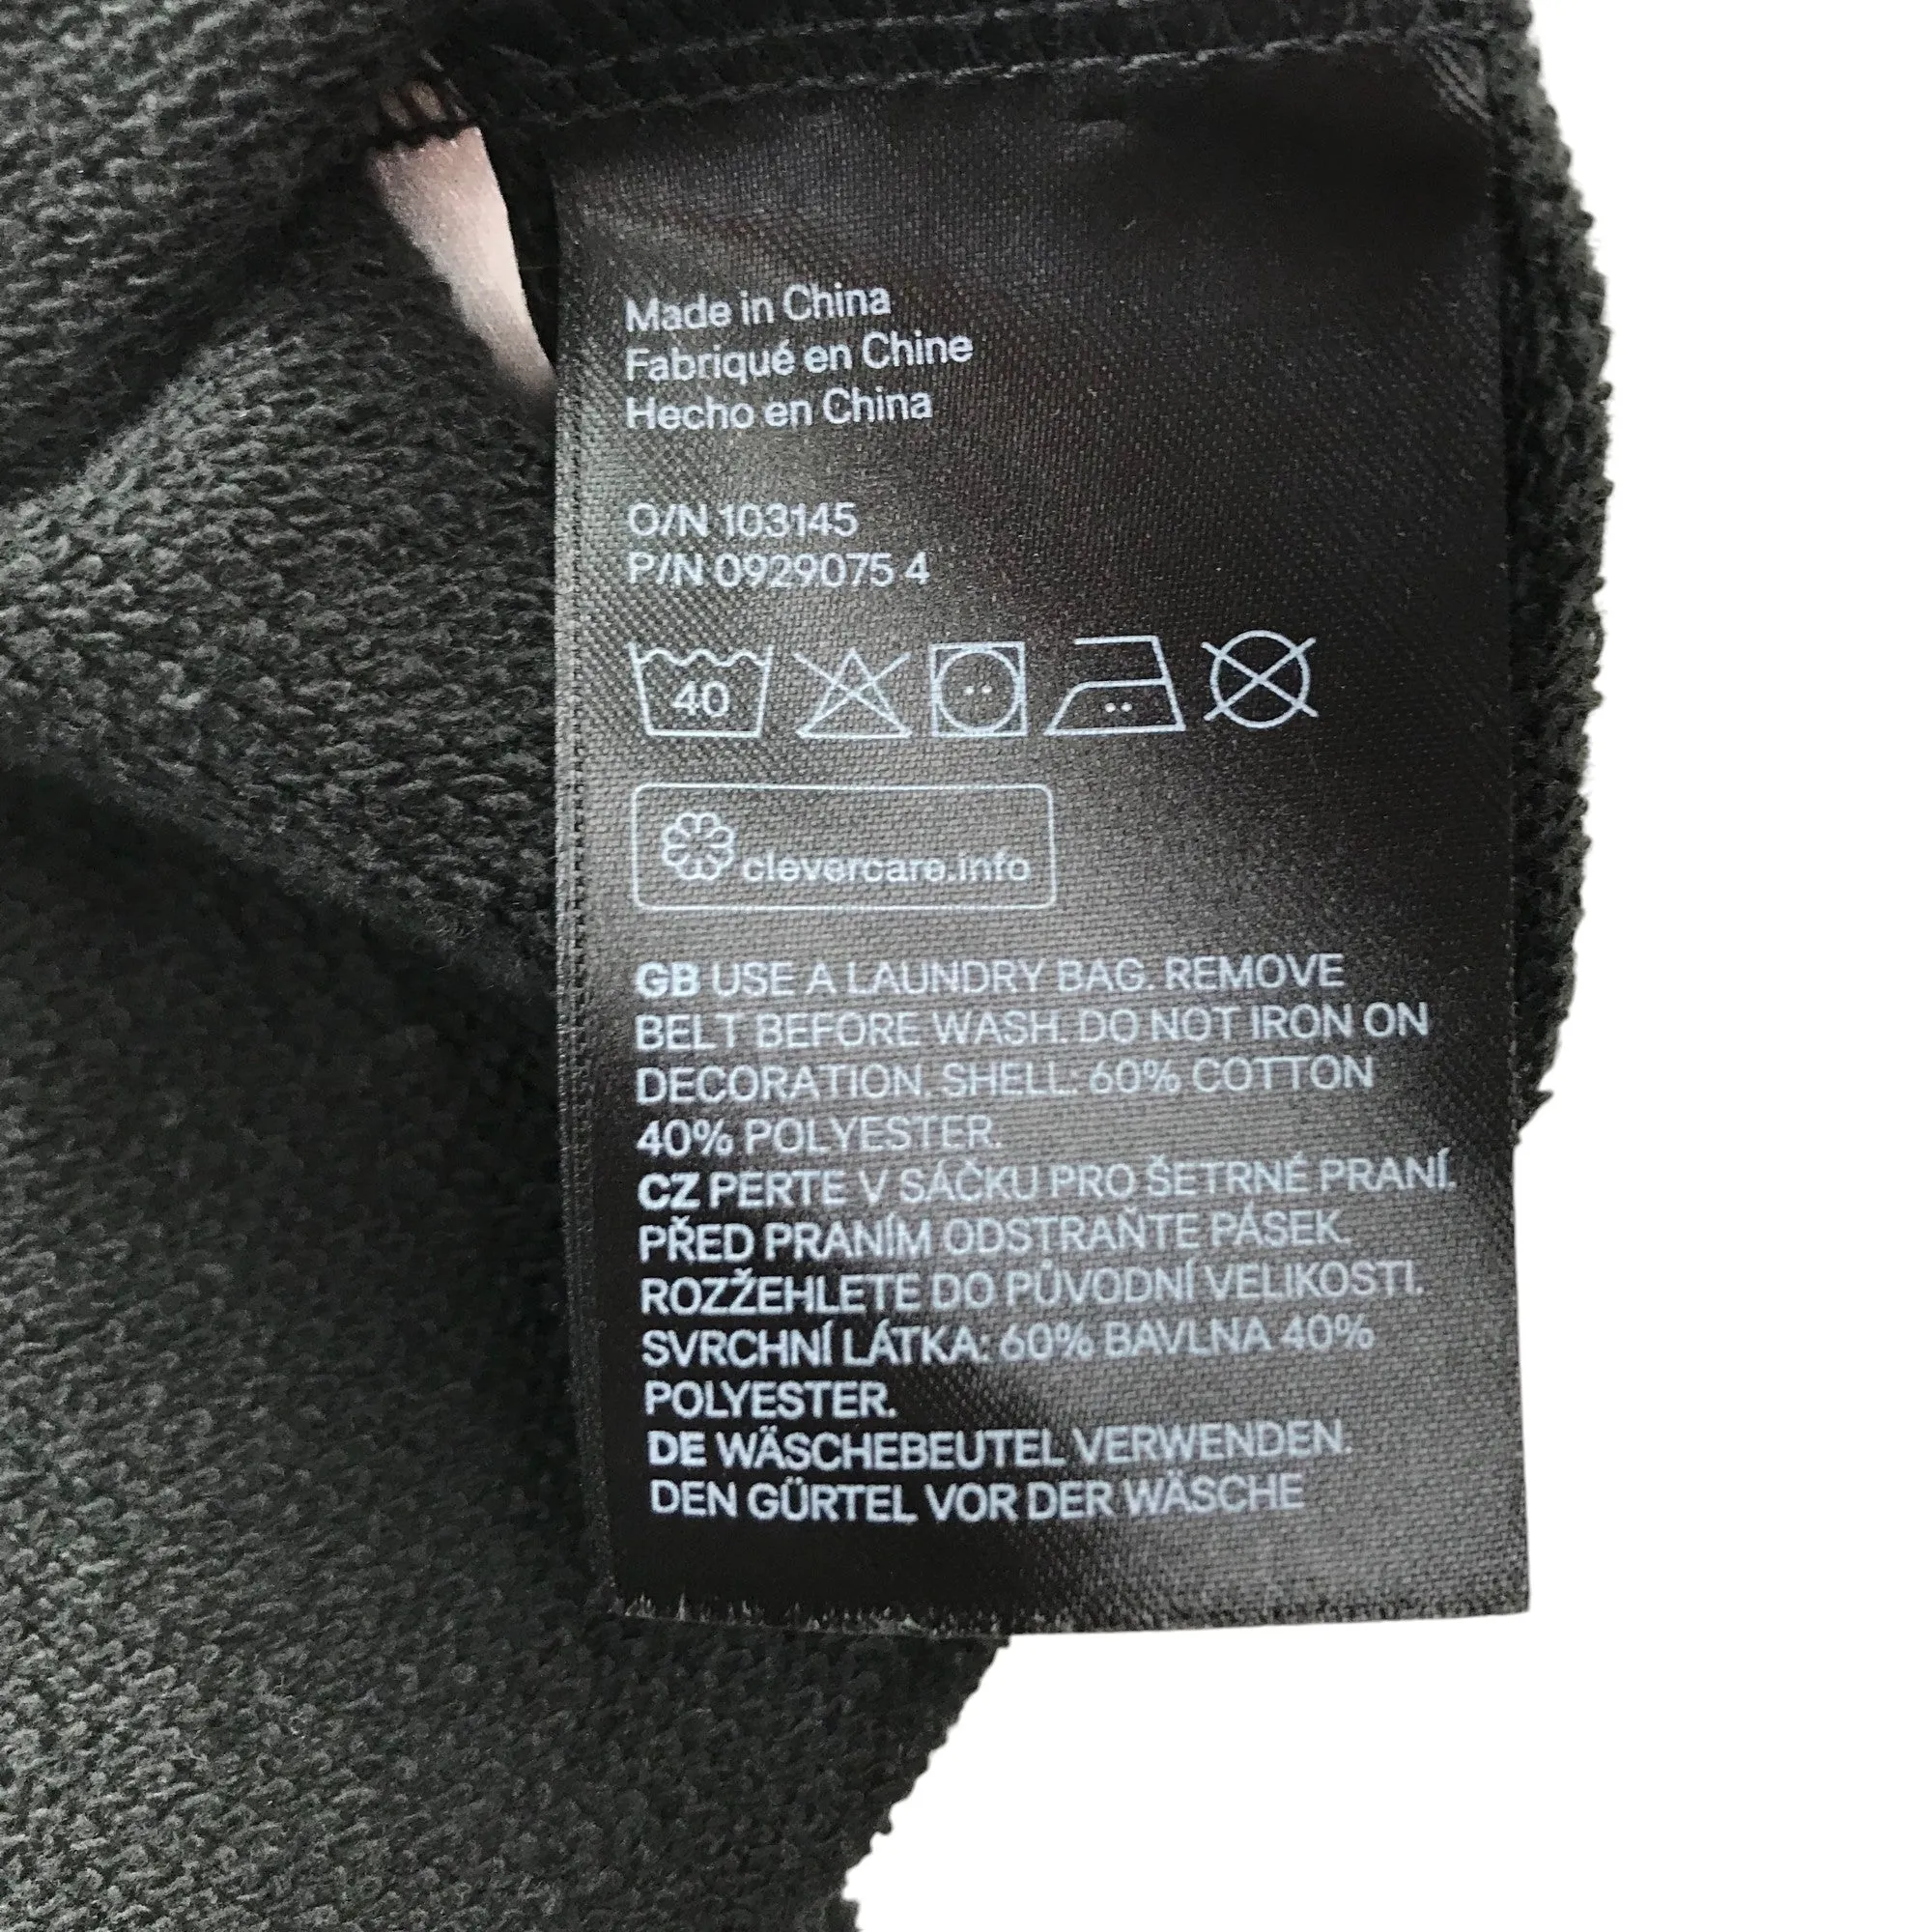 Made in China
Fabriqué en Chine
Hecho en China
O/N 103145
P/N 0929075 4
40
clevercare.info
GB USE A LAUNDRY BAG. REMOVE
BELT BEFORE WASH. DO NOT IRON ON
DECORATION. SHELL: 60% COTTON
40% POLYESTER.
CZ PERTE V SÁČKU PRO ŠETRNÉ PRANÍ.
PŘED PRANÍM ODSTRAŇTE PÁSEK.
ROZŽEHLETE DO PŮVODNÍ VELIKOSTI.
SVRCHNÍ LÁTKA: 60% BAVLNA 40%
POLYESTER.
DE WÄSCHEBEUTEL VERWENDEN.
DEN GÜRTEL VOR DER WÄSCHE